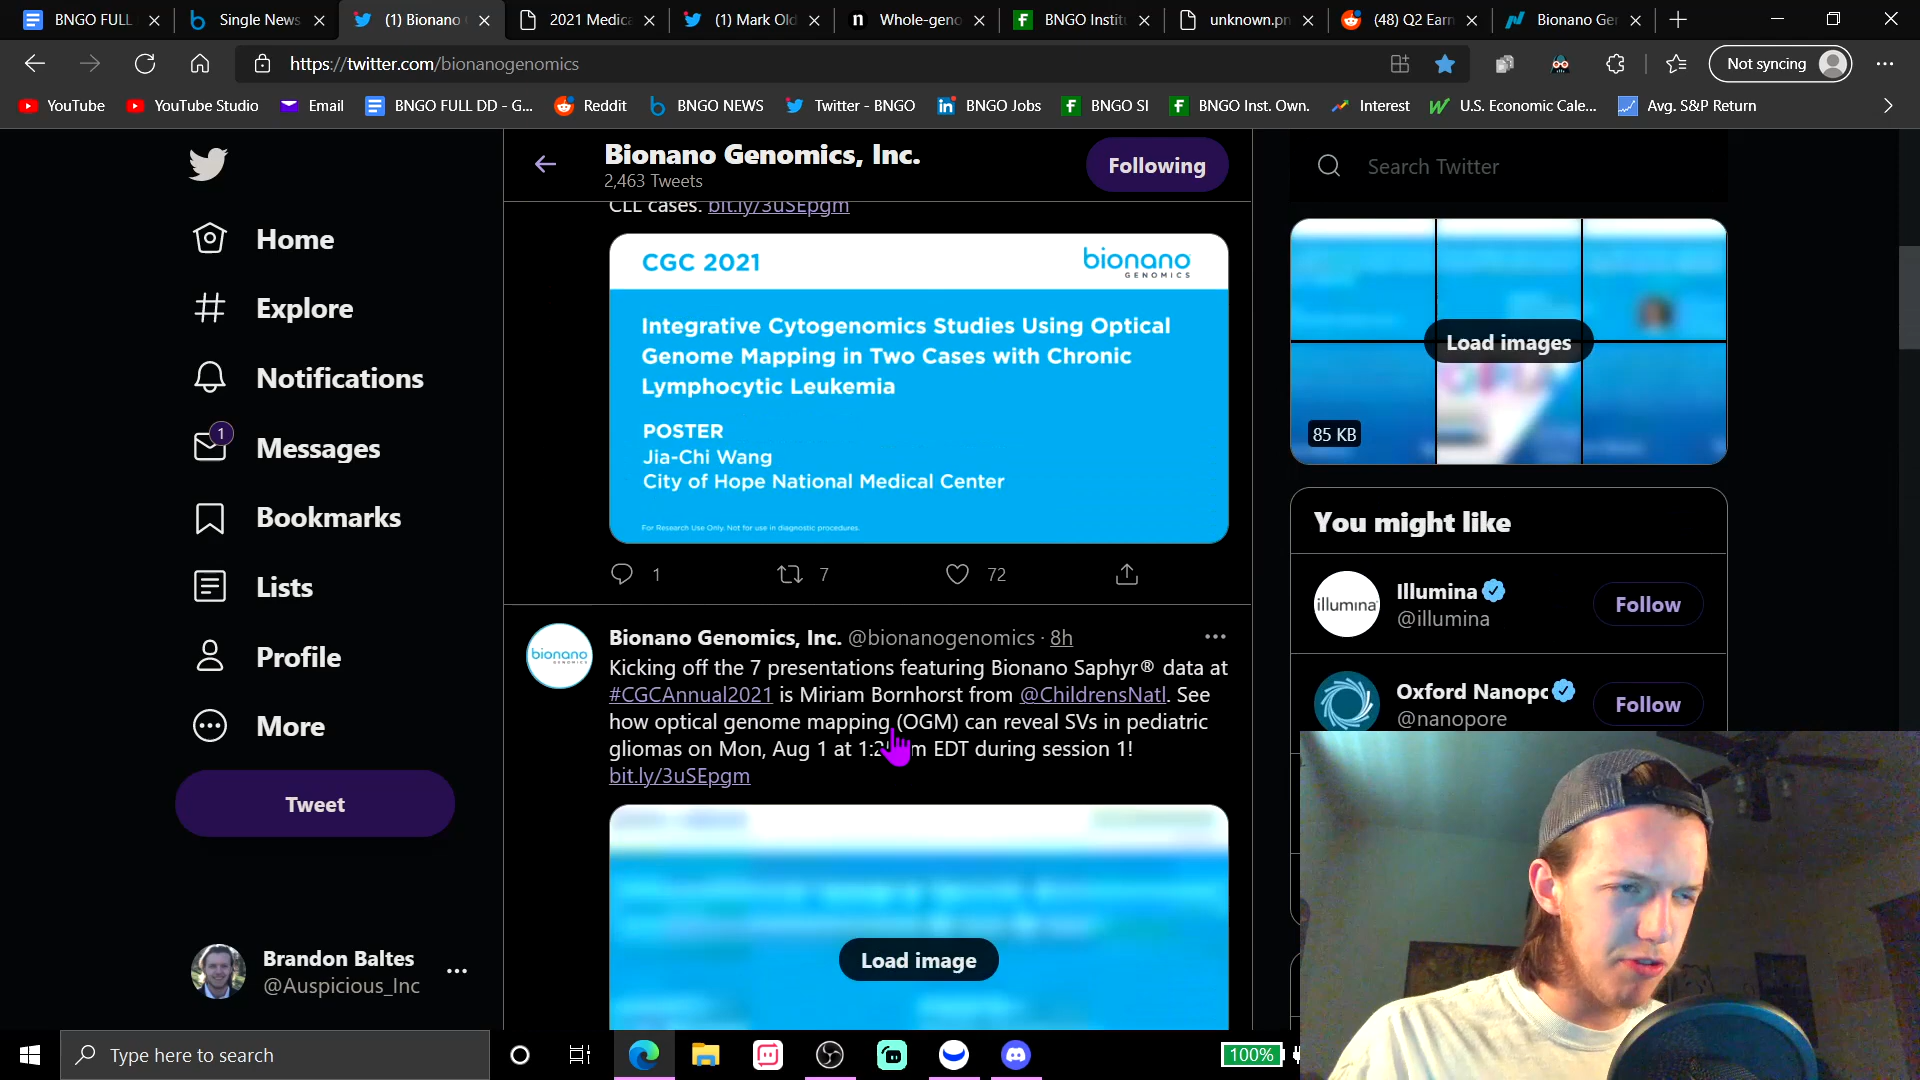 BNGO FULL
Single News
(1) Bionano
2021 Medica
(1) Mark Old
Whole-geno
BNGO Institu
unknown.pn
(48) Q2 Earn
Bionano Gen
https://twitter.com/bionanogenomics
Not syncing
YouTube
YouTube Studio
Email
BNGO FULL DD - G...
Reddit
BNGO NEWS
Twitter - BNGO
BNGO Jobs
BNGO SI
BNGO Inst. Own.
Interest
U.S. Economic Cale...
Avg. S&P Return
Home
Explore
Notifications
1
Messages
Bookmarks
Lists
Profile
More
Tweet
Brandon Baltes
@Auspicious_Inc
Bionano Genomics, Inc.
2,463 Tweets
Following
CLL cases. bit.ly/3uSEpgm
CGC 2021
bionano
GENOMICS
Integrative Cytogenomics Studies Using Optical
Genome Mapping in Two Cases with Chronic
Lymphocytic Leukemia
POSTER
Jia-Chi Wang
City of Hope National Medical Center
For Research Use Only. Not for use in diagnostic procedures.
1
7
72
bionano
GENOMICS
Bionano Genomics, Inc. @bionanogenomics · 8h
Kicking off the 7 presentations featuring Bionano Saphyr® data at
#CGCAnnual2021 is Miriam Bornhorst from @ChildrensNatl. See
how optical genome mapping (OGM) can reveal SVs in pediatric
gliomas on Mon, Aug 1 at EDT during session 1!
bit.ly/3uSEpgm
Load image
Search Twitter
Load images
85 KB
You might like
illumina
Illumina
@illumina
Follow
Oxford Nanopo
@nanopore
Follow
Type here to search
100%